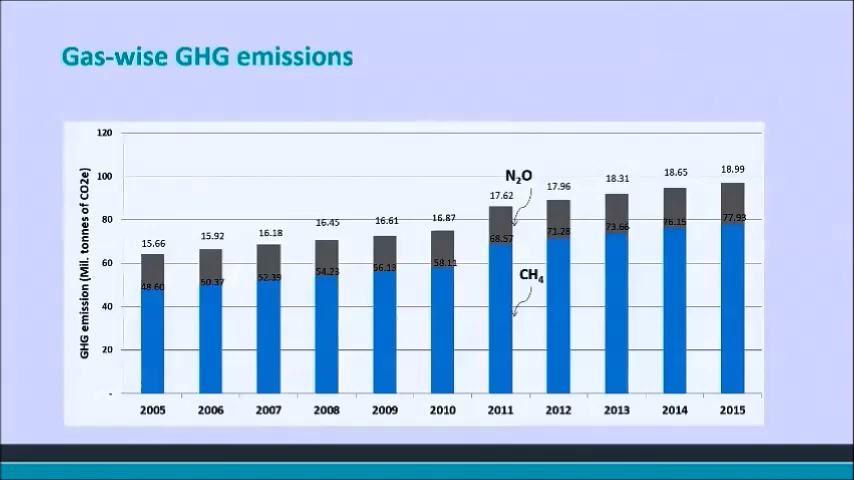 Gas-wise GHG emissions
GHG emission (Mil. tonnes of CO2e)
120
100
80
60
40
20
-
15.66 15.92 16.18 16.45 16.61 16.87 17.62 17.96 18.31 18.65 18.99
N₂O
48.60 50.37 52.39 54.23 56.13 58.11 68.57 71.28 73.66 76.15 77.93
CH₄
2005 2006 2007 2008 2009 2010 2011 2012 2013 2014 2015